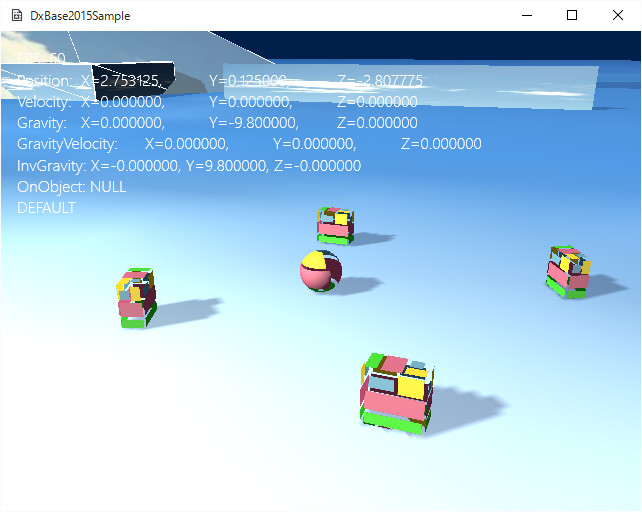 DxBase2015Sample
FPS: 60
Position: X=2.753125, Y=0.125000, Z=-2.807775
Velocity: X=0.000000, Y=0.000000, Z=0.000000
Gravity: X=0.000000, Y=-9.800000, Z=0.000000
GravityVelocity: X=0.000000, Y=0.000000, Z=0.000000
InvGravity: X=-0.000000, Y=9.800000, Z=-0.000000
OnObject: NULL
DEFAULT